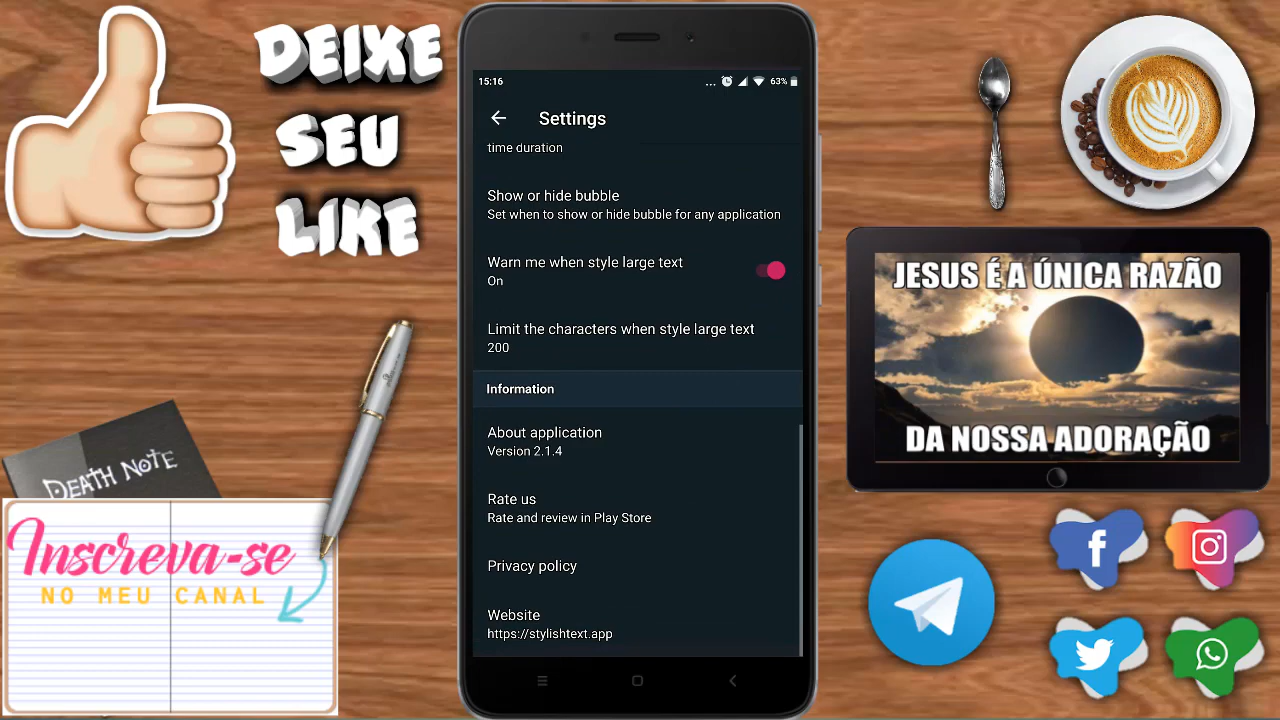 DEIXE
SEU
LIKE
15:16
63%
Settings
time duration
Show or hide bubble
Set when to show or hide bubble for any application
Warn me when style large text
On
Limit the characters when style large text
200
Information
About application
Version 2.1.4
Rate us
Rate and review in Play Store
Privacy policy
Website
https://stylishtext.app
JESUS É A ÚNICA RAZÃO
DA NOSSA ADORAÇÃO
DEATH NOTE
Inscreva-se
NO MEU CANAL